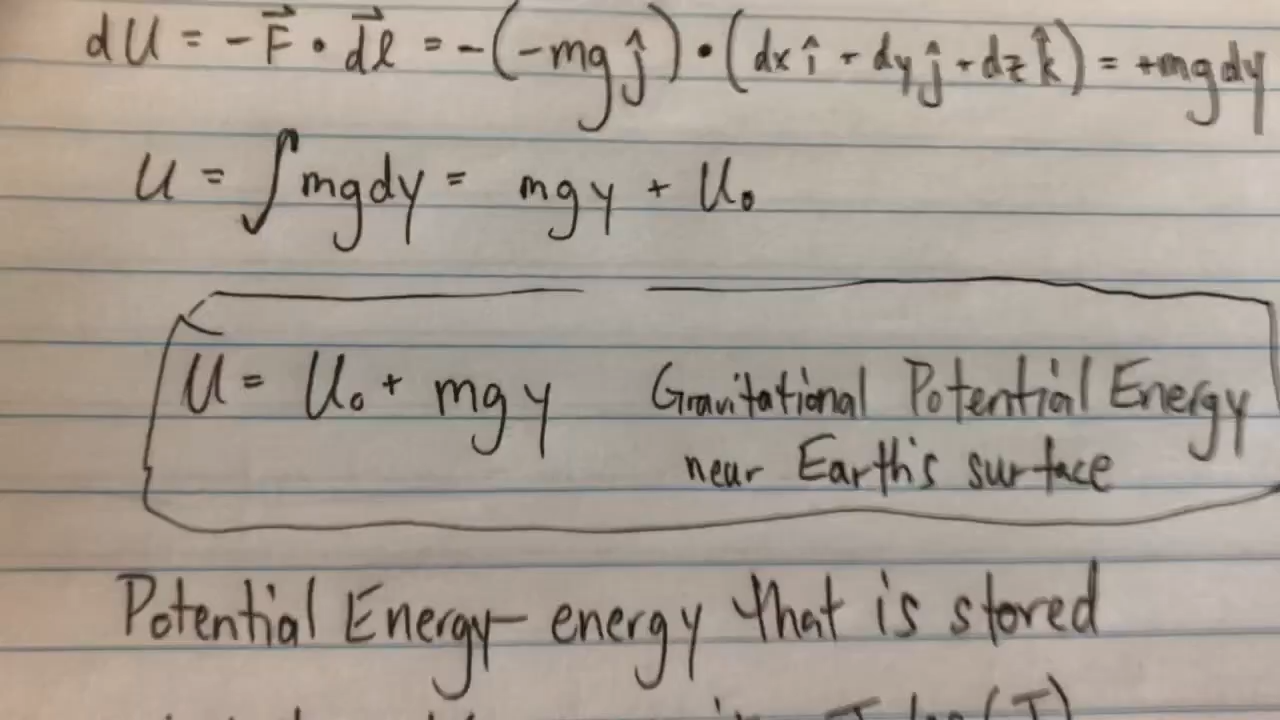 dU = -F⃗ · d⃗l = -(-mg ĵ) · (dx î + dy ĵ + dz k̂) = +mg dy
U = ∫ mg dy = mgy + U₀
U = U₀ + mgy Gravitational Potential Energy
near Earth's surface
Potential Energy - energy that is stored